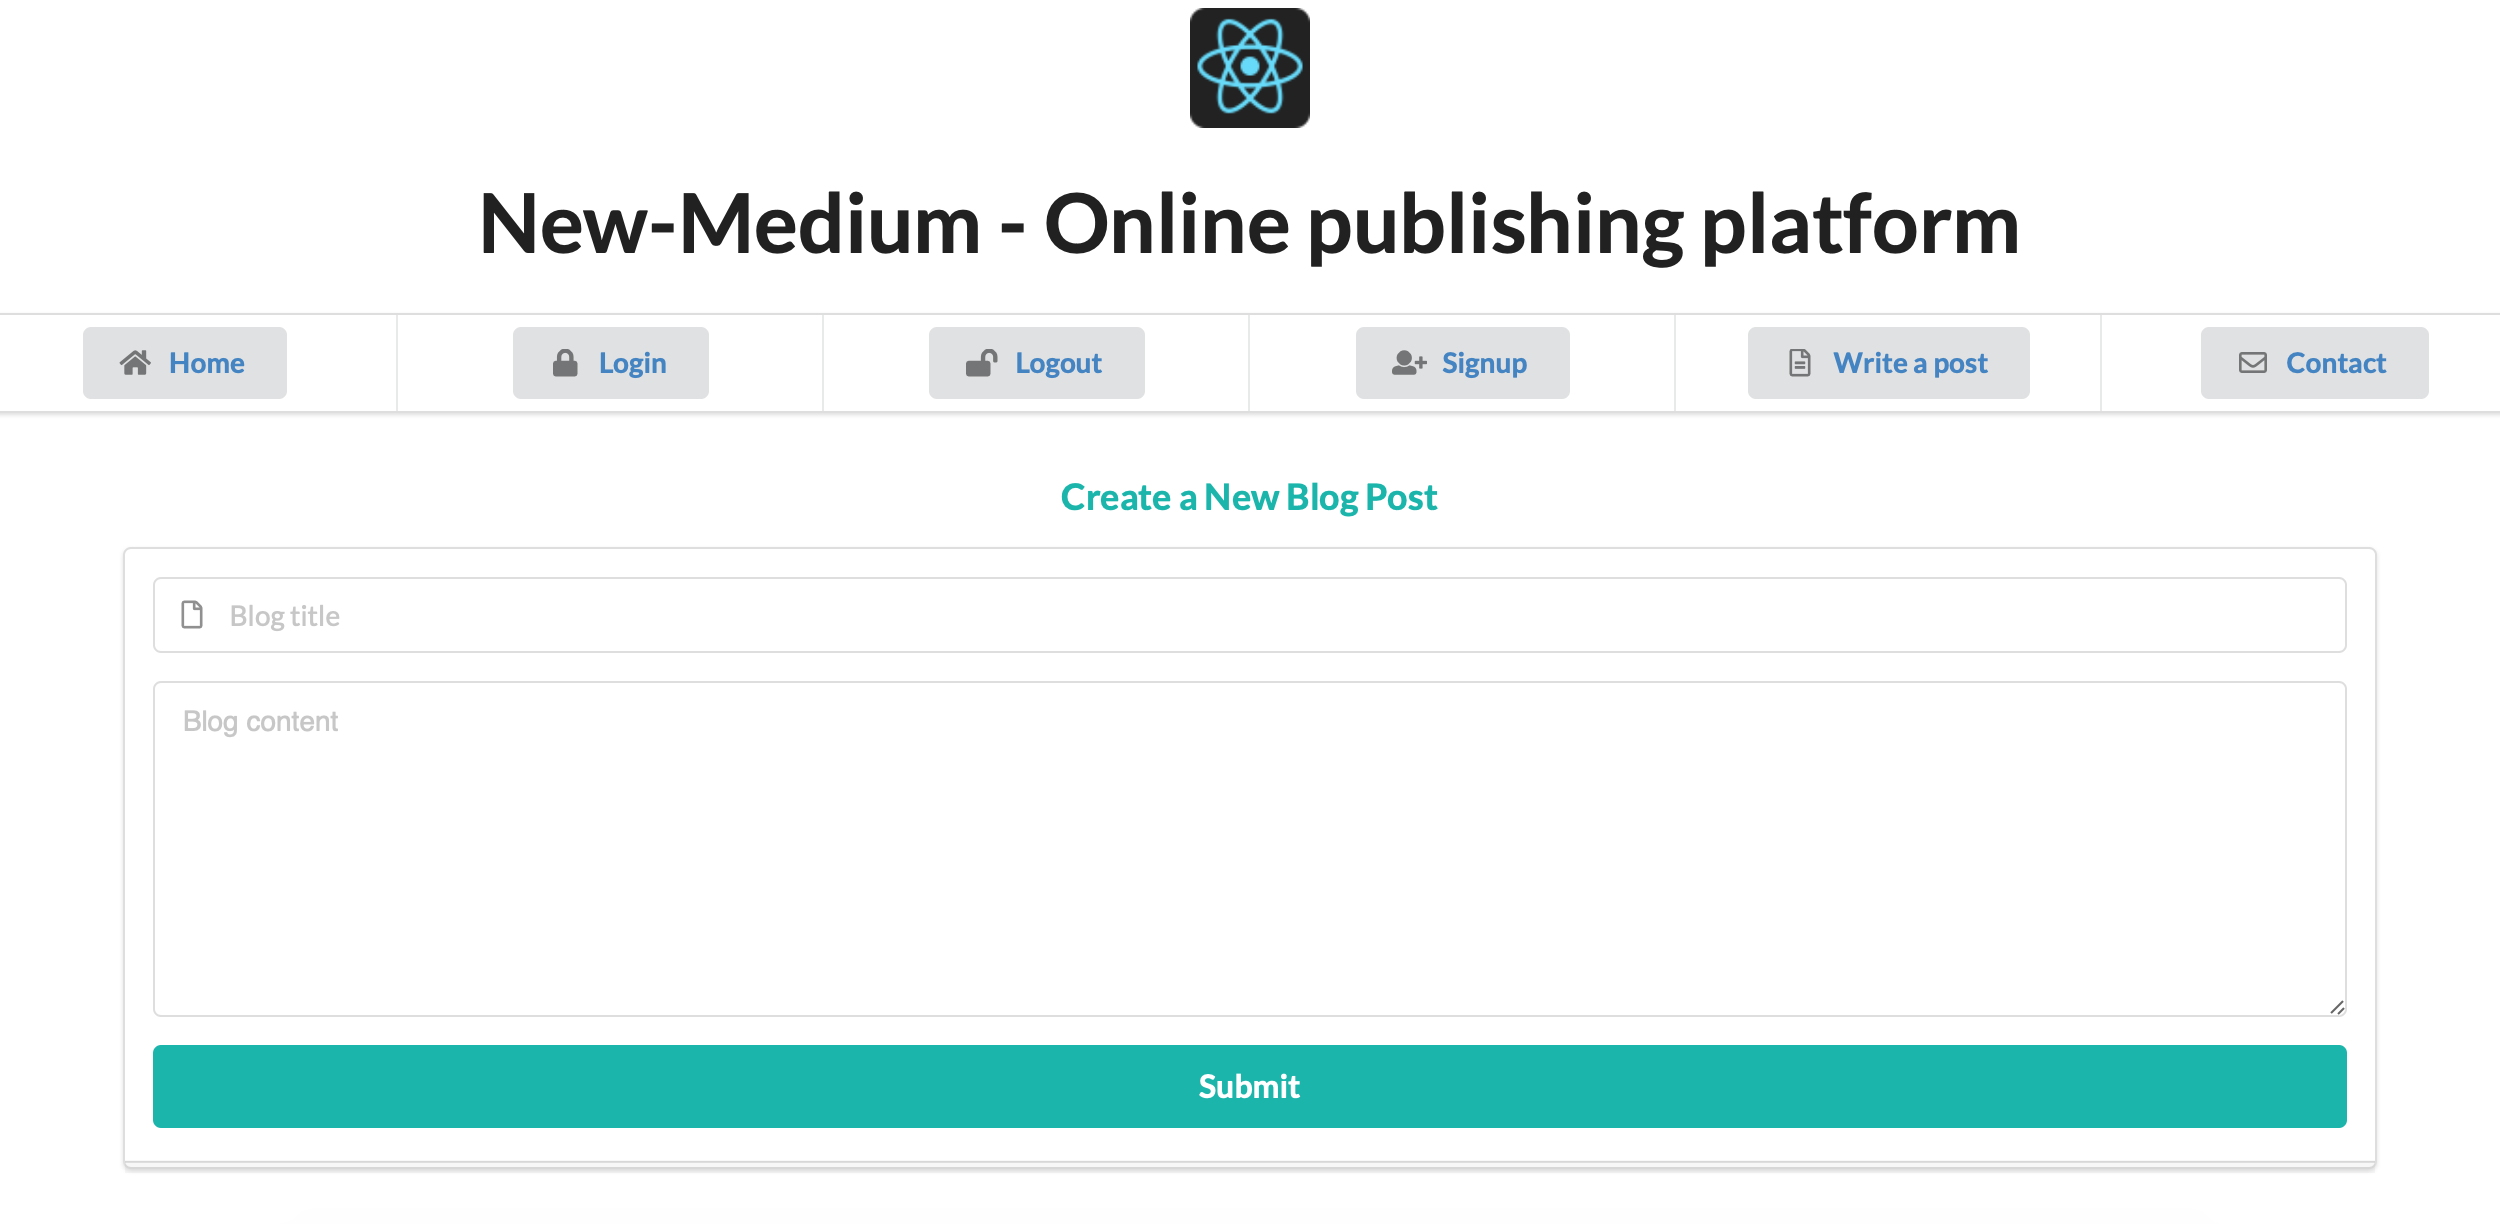 New-Medium - Online publishing platform
Home Login Logout Signup Write a post Contact
Create a New Blog Post
Blog title
Blog content
Submit